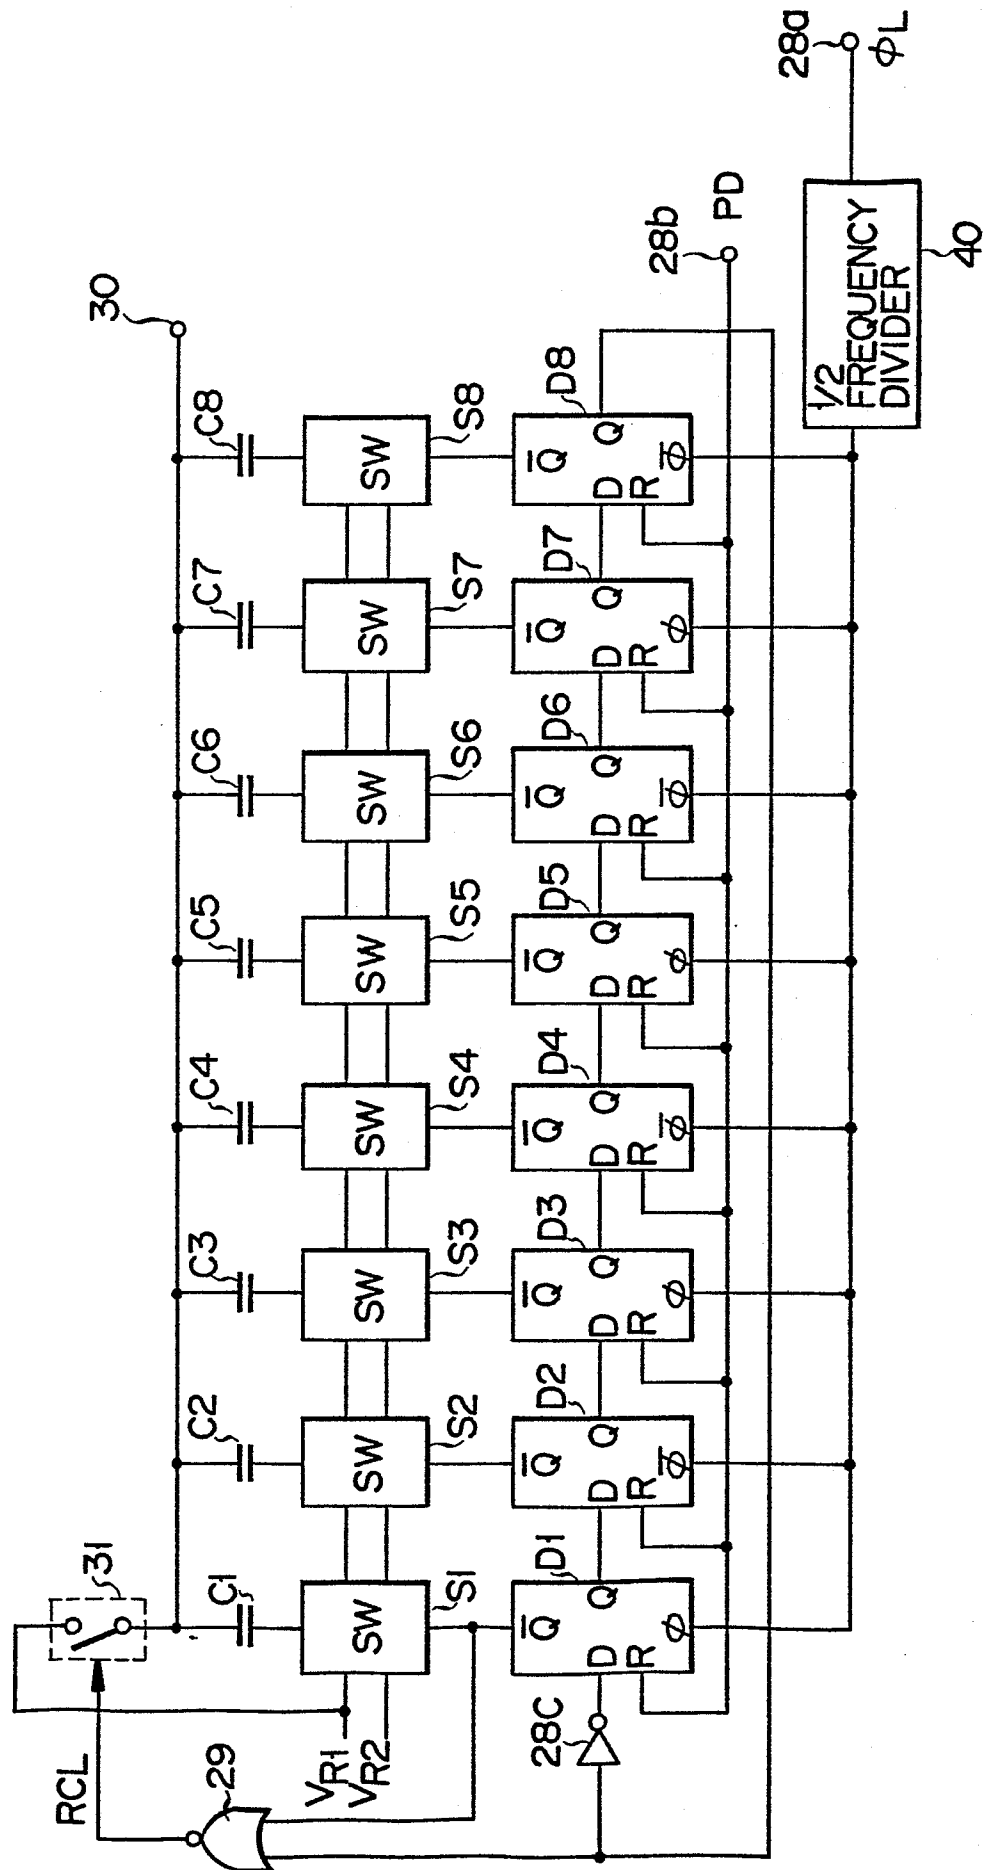 30
28a
ϕL
28b PD
1/2
FREQUENCY
DIVIDER
40
31
C1 C2 C3 C4 C5 C6 C7 C8
RCL
29
VR1
VR2
SW SW SW SW SW SW SW SW
S1 S2 S3 S4 S5 S6 S7 S8
D1 D2 D3 D4 D5 D6 D7 D8
Q̅ Q̅ Q̅ Q̅ Q̅ Q̅ Q̅ Q̅
Q Q Q Q Q Q Q Q
28C
D D D D D D D D
R R R R R R R R
ϕ ϕ̅ ϕ ϕ̅ ϕ ϕ̅ ϕ ϕ̅